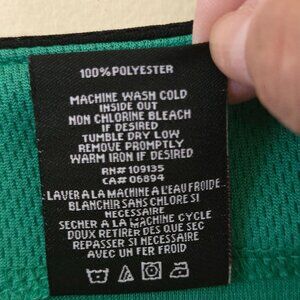 100% POLYESTER
MACHINE WASH COLD
INSIDE OUT
NON CHLORINE BLEACH
IF DESIRED
TUMBLE DRY LOW
REMOVE PROMPTLY
WARM IRON IF DESIRED
RN# 109135
CA# 06894
LAVER A LA MACHINE A L'EAU FROIDE
BLANCHIR SANS CHLORE SI
NECESSAIRE
SECHER A LA MACHINE CYCLE
DOUX RETIRER DES QUE SEC
REPASSER SI NECESSAIRE
AVEC UN FER FROID